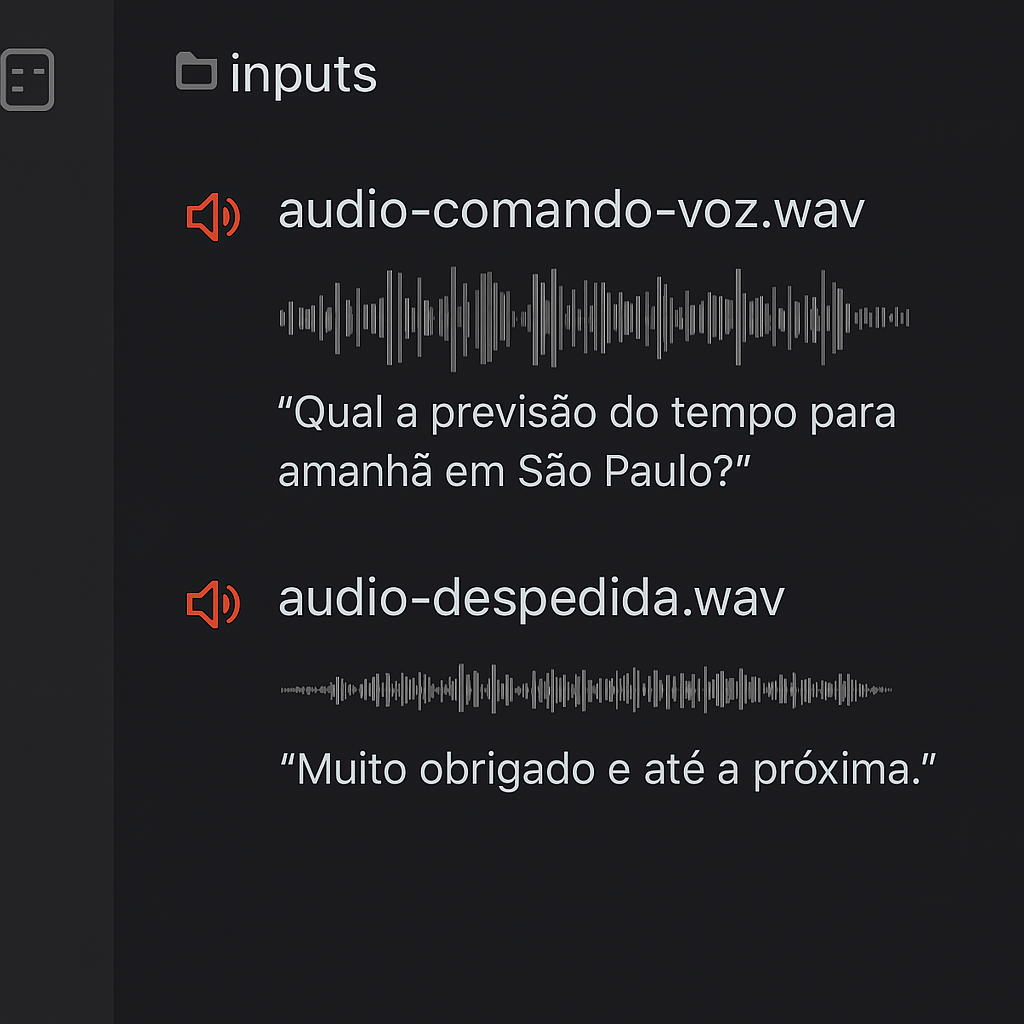 inputs
audio-comando-voz.wav
“Qual a previsão do tempo para
amanhã em São Paulo?”
audio-despedida.wav
“Muito obrigado e até a próxima.”